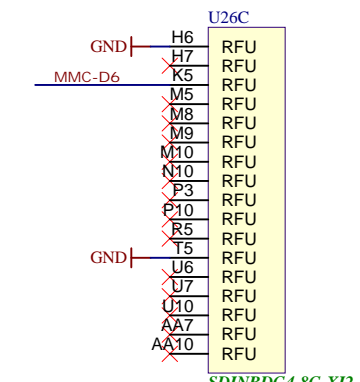 U26C
GND H6 RFU
H7 RFU
MMC-D6 K5 RFU
M5 RFU
M8 RFU
M9 RFU
M10 RFU
N10 RFU
P3 RFU
P10 RFU
R5 RFU
GND T5 RFU
U6 RFU
U7 RFU
U10 RFU
AA7 RFU
AA10 RFU